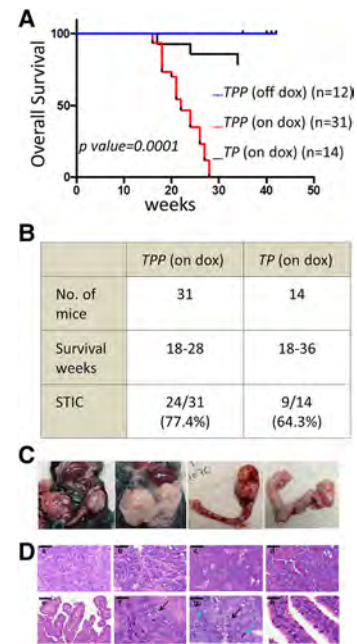 A
Overall Survival
100
50
0
TPP (off dox) (n=12)
TPP (on dox) (n=31)
TP (on dox) (n=14)
p value=0.0001
0 10 20 30 40 50
weeks
B
TPP (on dox) TP (on dox)
No. of mice 31 14
Survival weeks 18-28 18-36
STIC 24/31 (77.4%) 9/14 (64.3%)
C
D